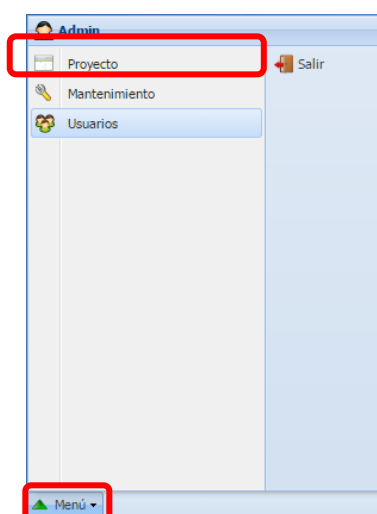 Admin
Proyecto
Salir
Mantenimiento
Usuarios
Menú